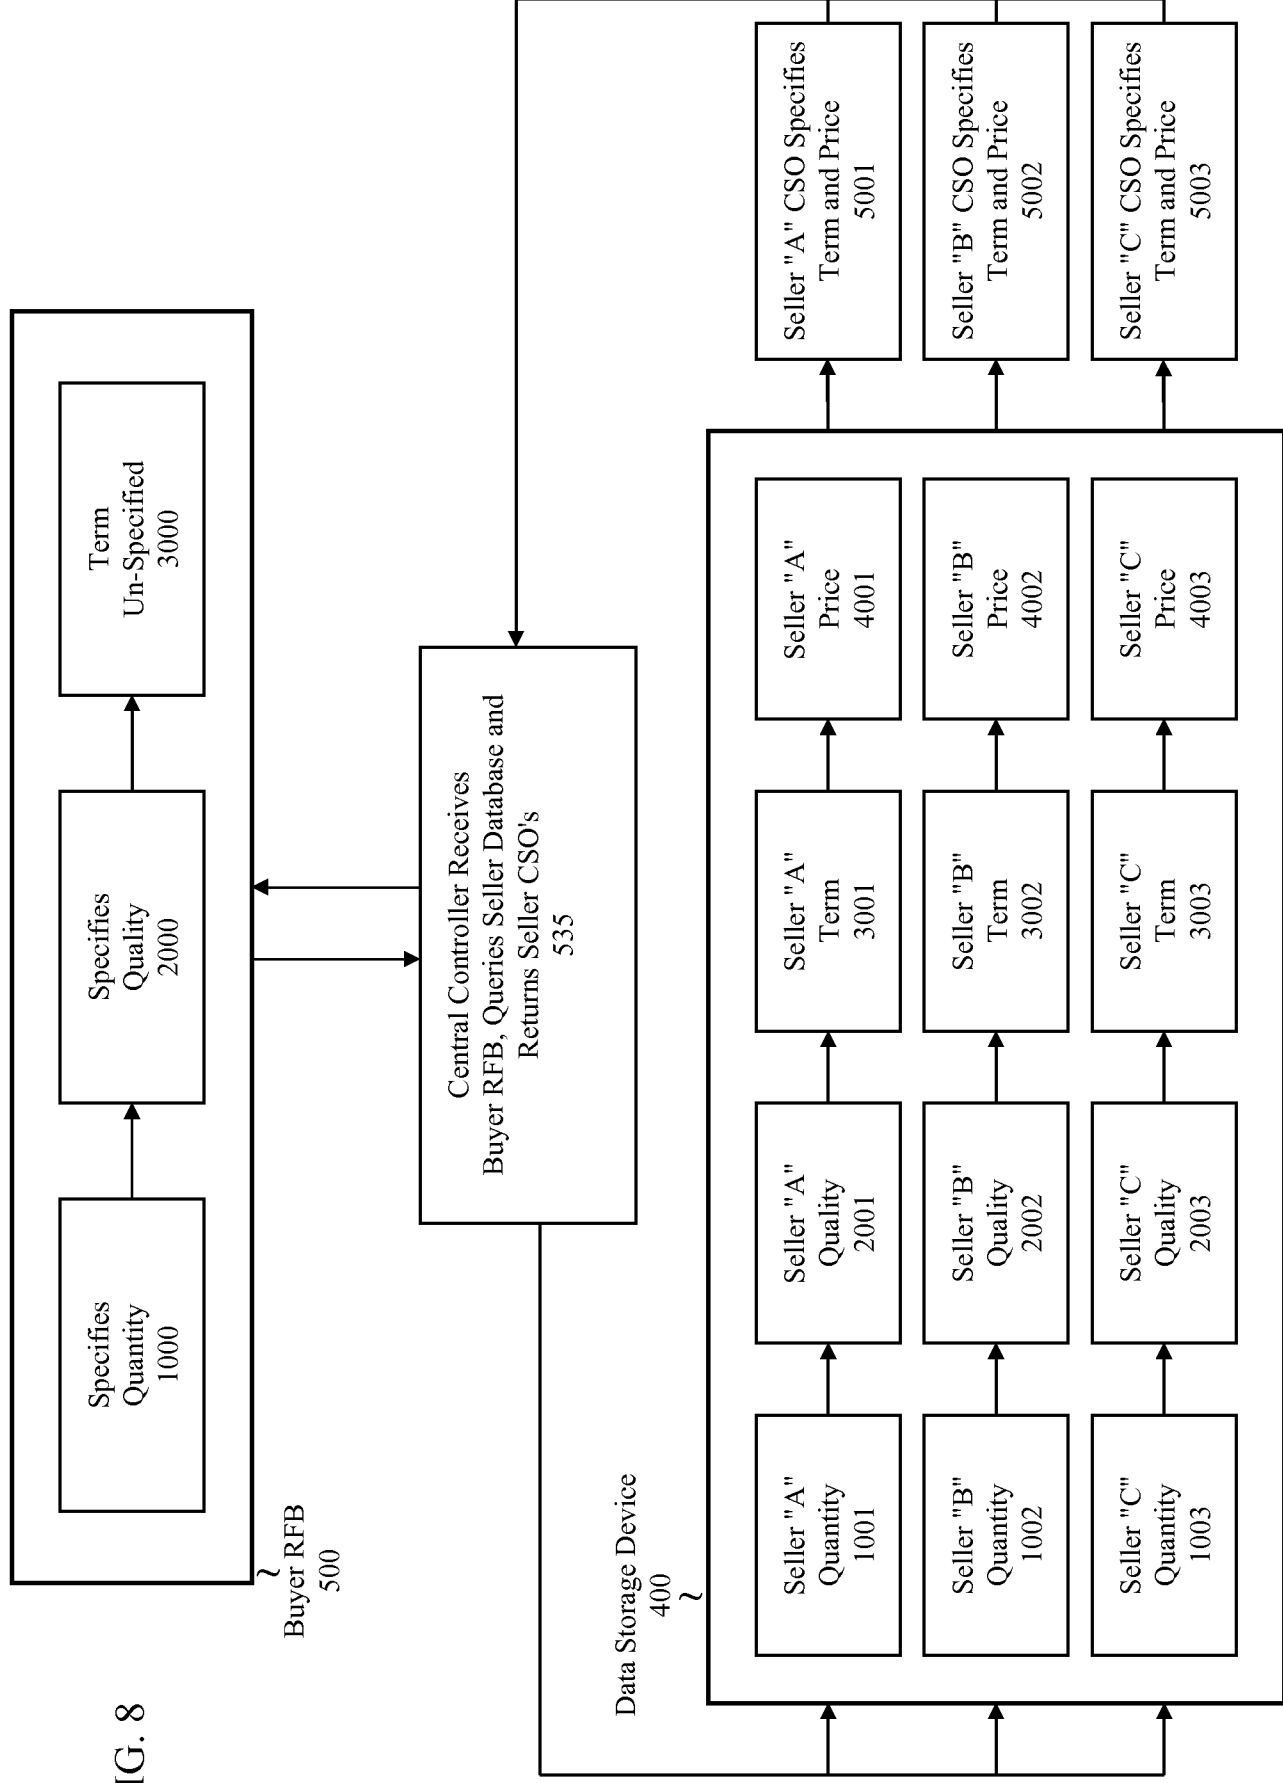 [G. 8
Buyer RFB
500
Specifies
Quantity
1000
Specifies
Quality
2000
Term
Un-Specified
3000
Central Controller Receives
Buyer RFB, Queries Seller Database and
Returns Seller CSO's
535
Data Storage Device
400
Seller "A"
Quantity
1001
Seller "A"
Quality
2001
Seller "A"
Term
3001
Seller "A"
Price
4001
Seller "A" CSO Specifies
Term and Price
5001
Seller "B"
Quantity
1002
Seller "B"
Quality
2002
Seller "B"
Term
3002
Seller "B"
Price
4002
Seller "B" CSO Specifies
Term and Price
5002
Seller "C"
Quantity
1003
Seller "C"
Quality
2003
Seller "C"
Term
3003
Seller "C"
Price
4003
Seller "C" CSO Specifies
Term and Price
5003